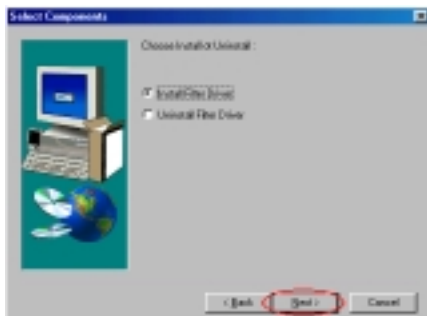 Select Components
Choose Install or Uninstall :
Install Filter Driver
Uninstall Filter Driver
< Back
Next >
Cancel